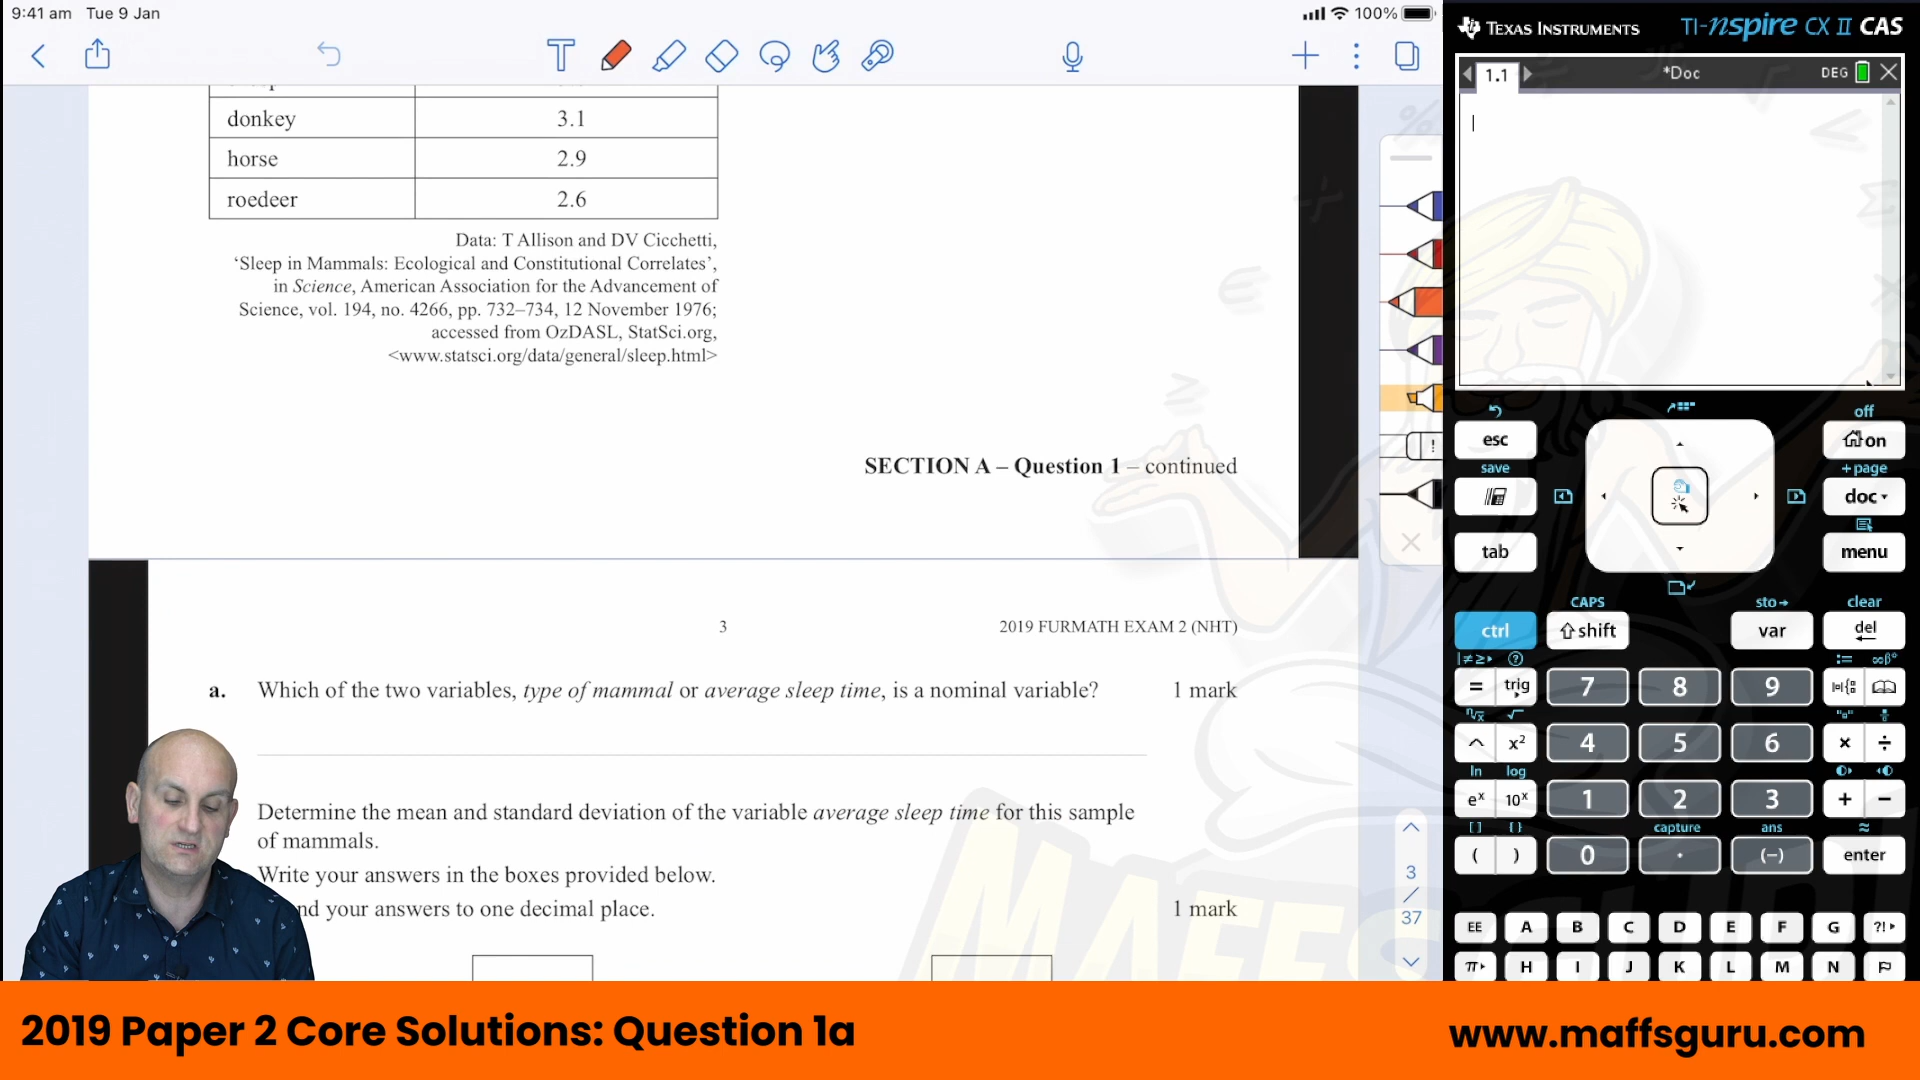 9:41 am Tue 9 Jan
100%
donkey 3.1
horse 2.9
roedeer 2.6
Data: T Allison and DV Cicchetti,
‘Sleep in Mammals: Ecological and Constitutional Correlates’,
in Science, American Association for the Advancement of
Science, vol. 194, no. 4266, pp. 732–734, 12 November 1976;
accessed from OzDASL, StatSci.org,
<www.statsci.org/data/general/sleep.html>
SECTION A – Question 1 – continued
3 2019 FURMATH EXAM 2 (NHT)
a. Which of the two variables, type of mammal or average sleep time, is a nominal variable? 1 mark
Determine the mean and standard deviation of the variable average sleep time for this sample
of mammals.
Write your answers in the boxes provided below.
nd your answers to one decimal place. 1 mark
3
/
37
MAFFSGURU
TEXAS INSTRUMENTS TI-nspire CX II CAS
1.1 *Doc DEG
off
esc on
save + page
doc
tab menu
CAPS sto→ clear
ctrl shift var del
= trig 7 8 9
^ x² 4 5 6 × ÷
ln log
eˣ 10ˣ 1 2 3 + −
[ ] { } capture ans ≈
( ) 0 . (−) enter
EE A B C D E F G ?!▸
π▸ H I J K L M N
2019 Paper 2 Core Solutions: Question 1a
www.maffsguru.com